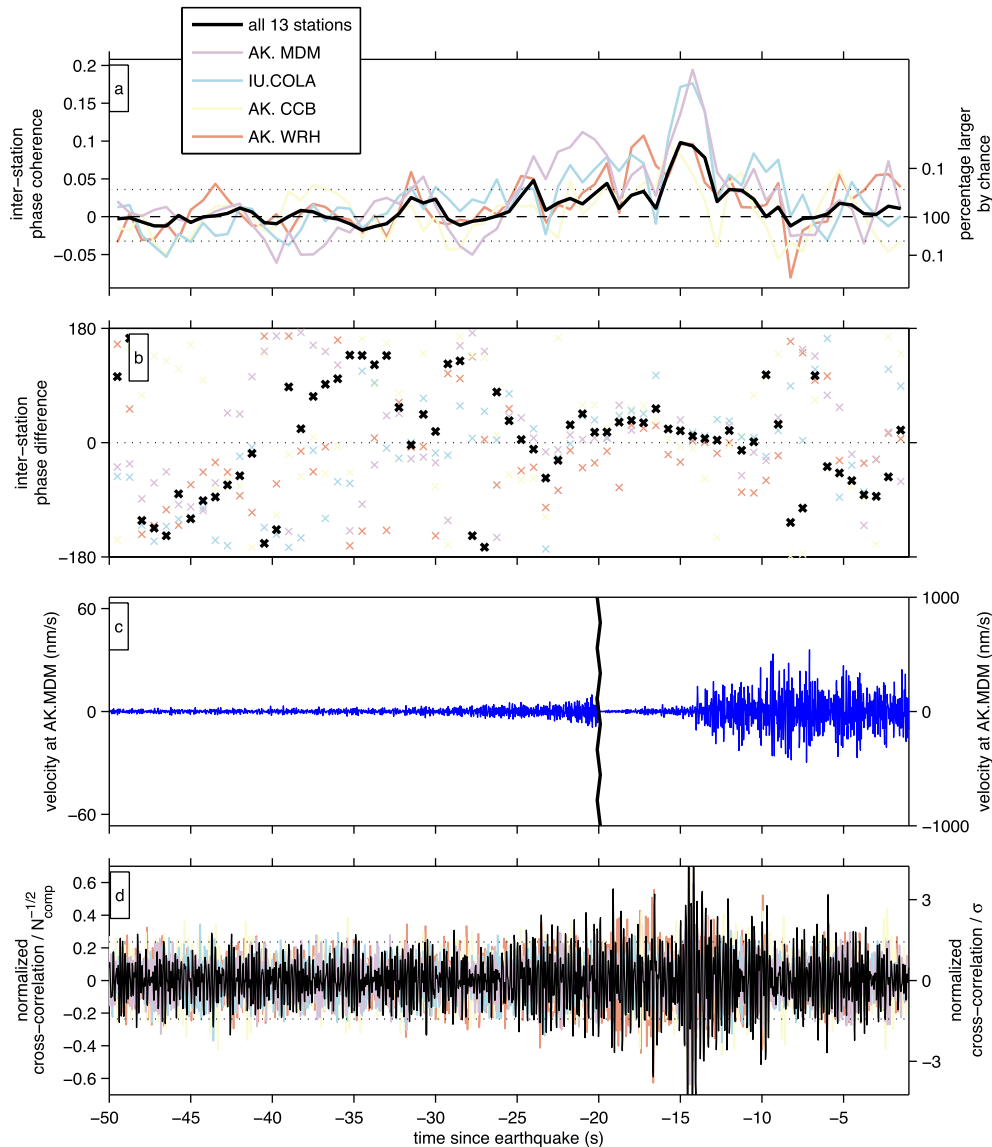 all 13 stations
AK. MDM
IU.COLA
AK. CCB
AK. WRH
a
0.2
0.15
0.1
0.05
0
−0.05
inter−station
phase coherence
0.1
100
0.1
percentage larger
by chance
b
180
0
−180
inter−station
phase difference
c
60
0
−60
velocity at AK.MDM (nm/s)
1000
0
−1000
velocity at AK.MDM (nm/s)
d
0.6
0.4
0.2
0
−0.2
−0.4
−0.6
normalized
cross−correlation / N−1/2comp
3
0
−3
normalized
cross−correlation / σ
−50 −45 −40 −35 −30 −25 −20 −15 −10 −5
time since earthquake (s)